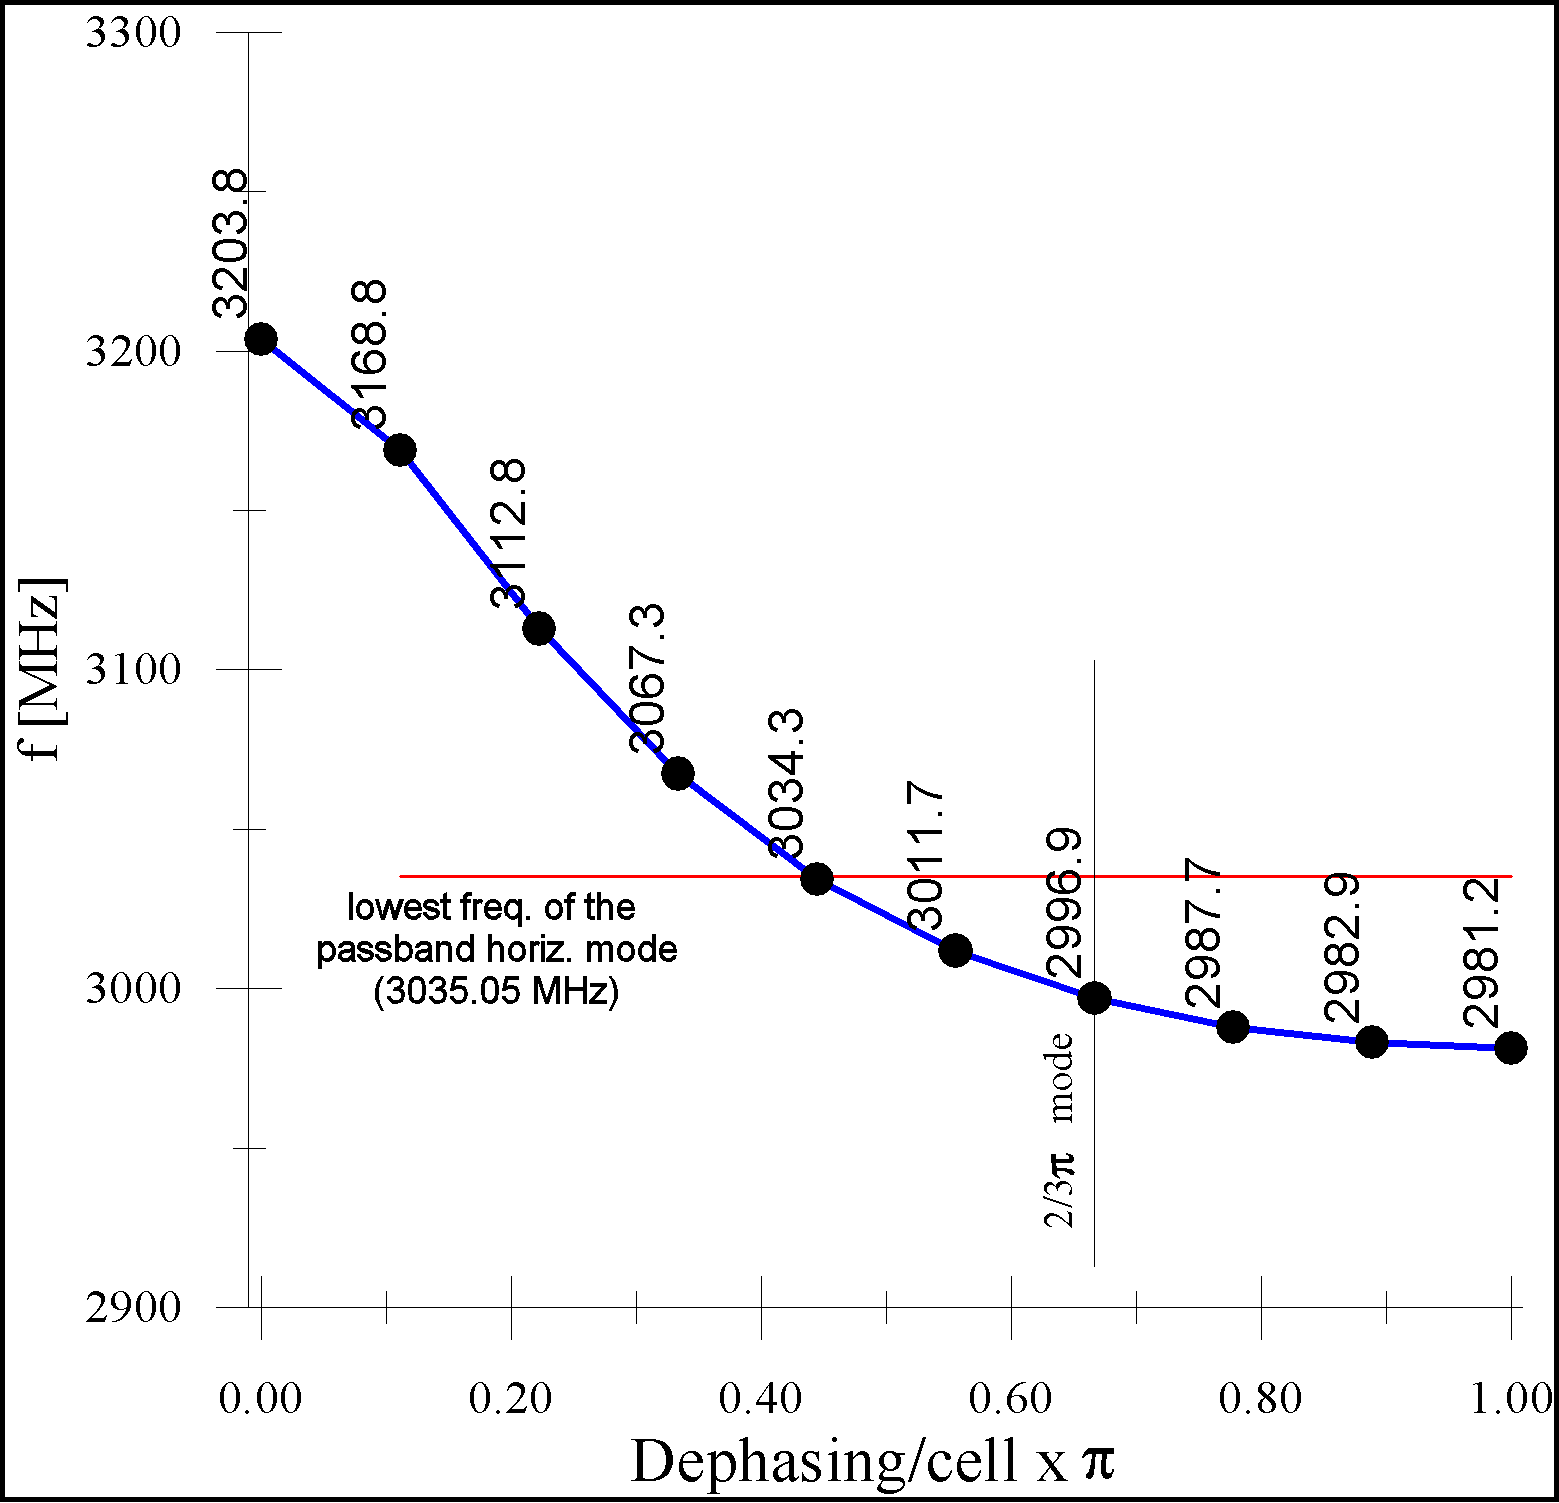 3300
3200
3100
3000
2900
f [MHz]
3203.8
3168.8
3112.8
3067.3
3034.3
3011.7
2996.9
2987.7
2982.9
2981.2
lowest freq. of the
passband horiz. mode
(3035.05 MHz)
2/3π mode
0.00 0.20 0.40 0.60 0.80 1.00
Dephasing/cell x π